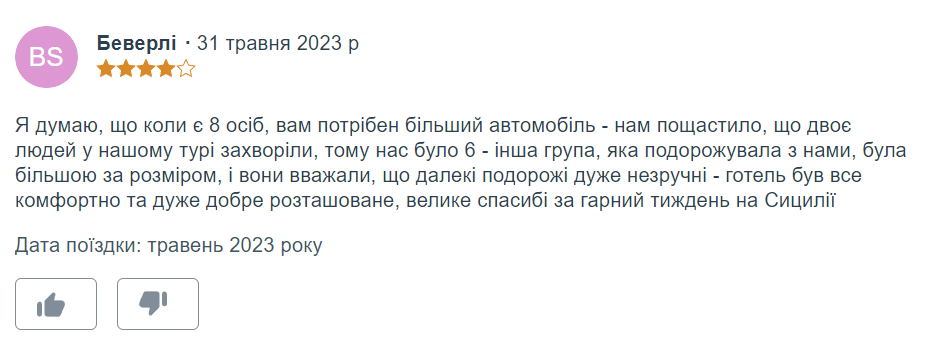 BS
Беверлі · 31 травня 2023 р
Я думаю, що коли є 8 осіб, вам потрібен більший автомобіль - нам пощастило, що двоє
людей у нашому турі захворіли, тому нас було 6 - інша група, яка подорожувала з нами, була
більшою за розміром, і вони вважали, що далекі подорожі дуже незручні - готель був все
комфортно та дуже добре розташоване, велике спасибі за гарний тиждень на Сицилії
Дата поїздки: травень 2023 року